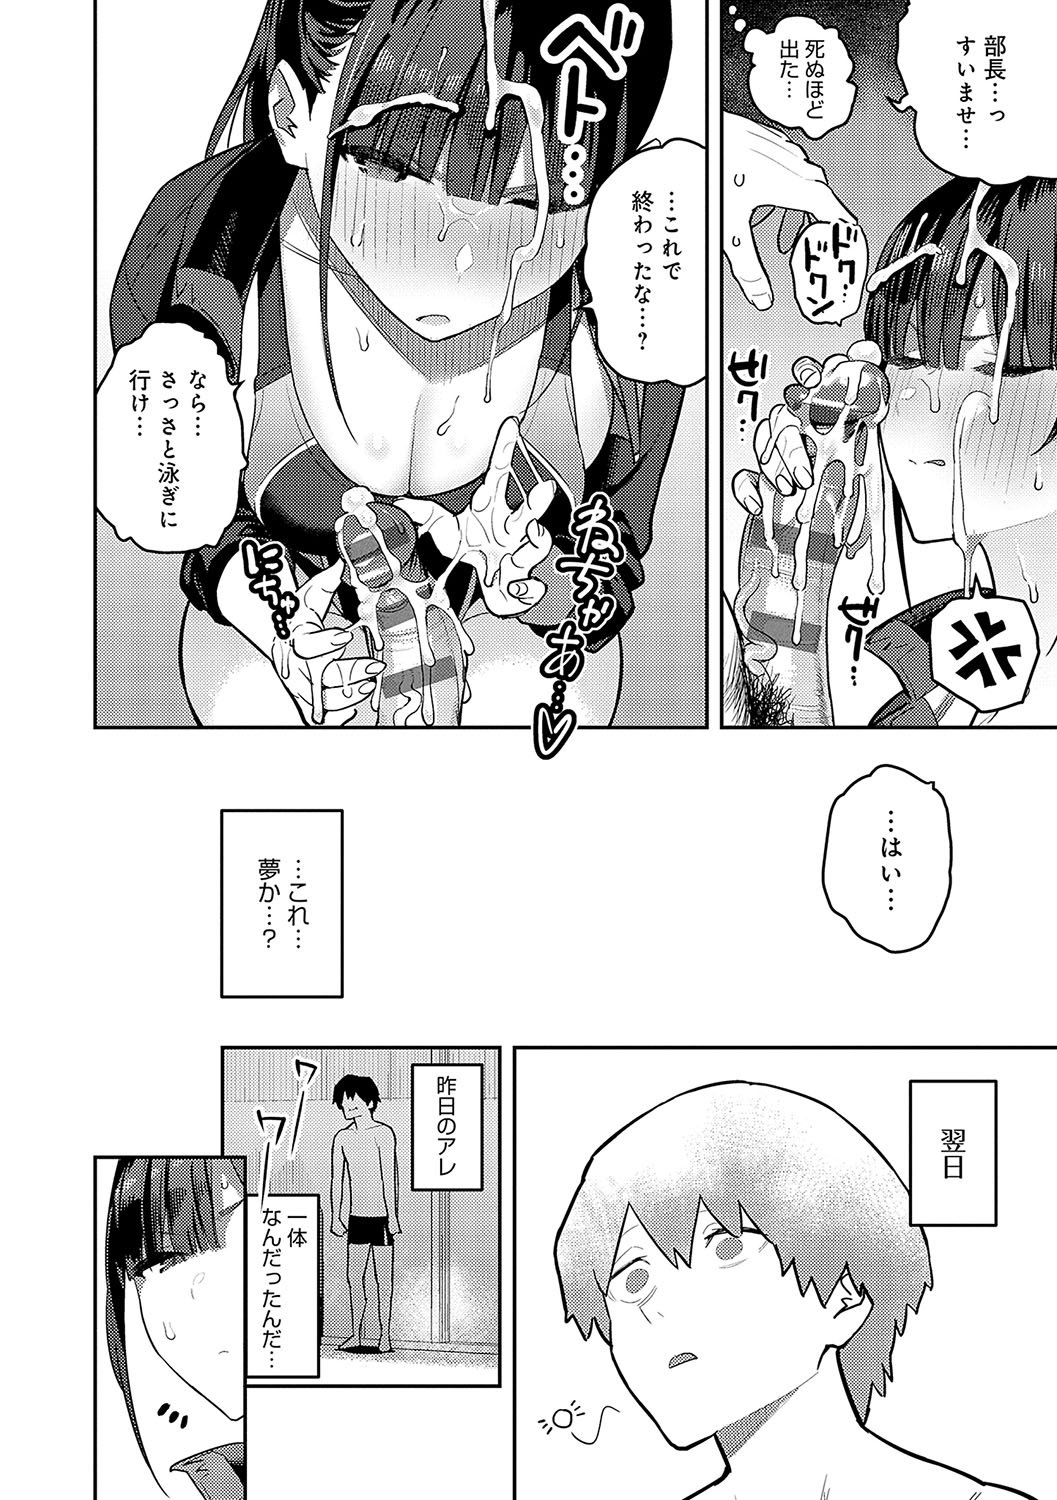 部長…っ
すいませ…
死ぬほど
出た…
ドク…
ドクン
ビク…
ビク…
ベト…
…これで
終わったな…?
なら…
さっさと泳ぎに
行け…
にちゃ…
ねちゃあ…♡
…はい…
…これ…
夢か…?
翌日
昨日のアレ
ワー
ワー
一体
なんだったんだ…